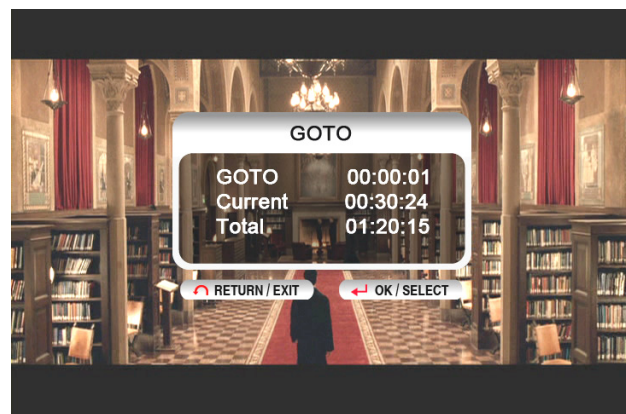 GOTO
GOTO 00:00:01
Current 00:30:24
Total 01:20:15
RETURN / EXIT OK / SELECT